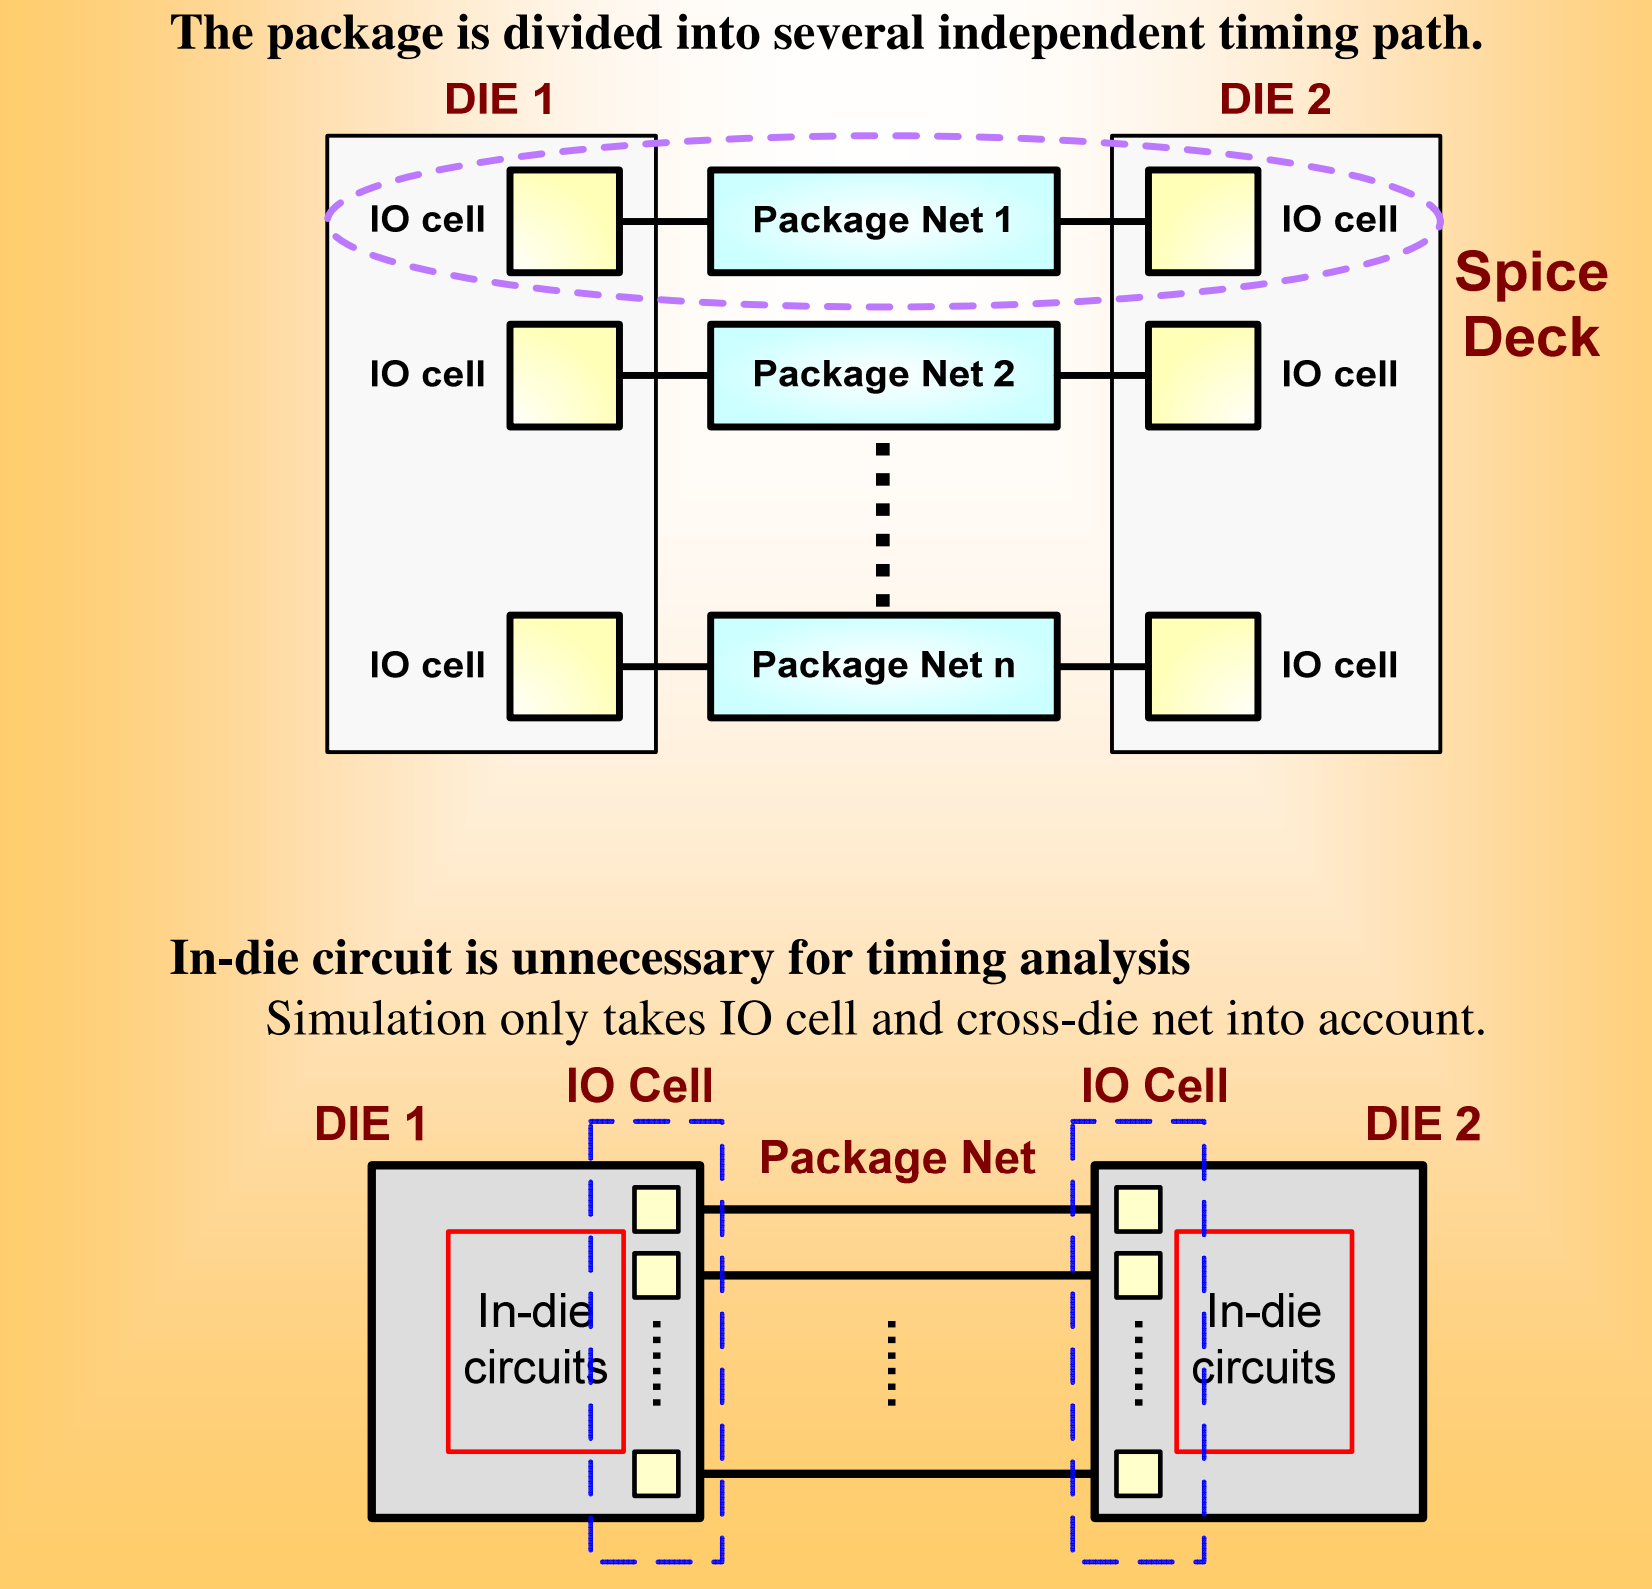 The package is divided into several independent timing path.
DIE 1
DIE 2
IO cell
Package Net 1
IO cell
Spice
Deck
IO cell
Package Net 2
IO cell
IO cell
Package Net n
IO cell
In-die circuit is unnecessary for timing analysis
Simulation only takes IO cell and cross-die net into account.
IO Cell
IO Cell
DIE 1
DIE 2
Package Net
In-die
circuits
In-die
circuits